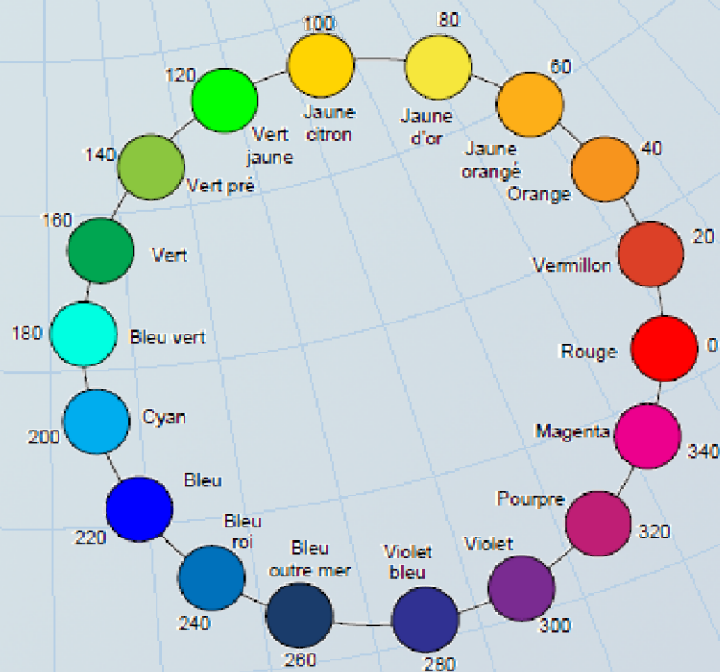 100
80
120
60
Jaune
citron
Jaune
d'or
Vert
jaune
Jaune
orangé
140
40
Vert pré
Orange
160
20
Vert
Vermillon
180
Bleu vert
Rouge
0
Cyan
Magenta
200
340
Bleu
Pourpre
220
Bleu
roi
Bleu
outre mer
Violet
bleu
Violet
320
240
300
260
280